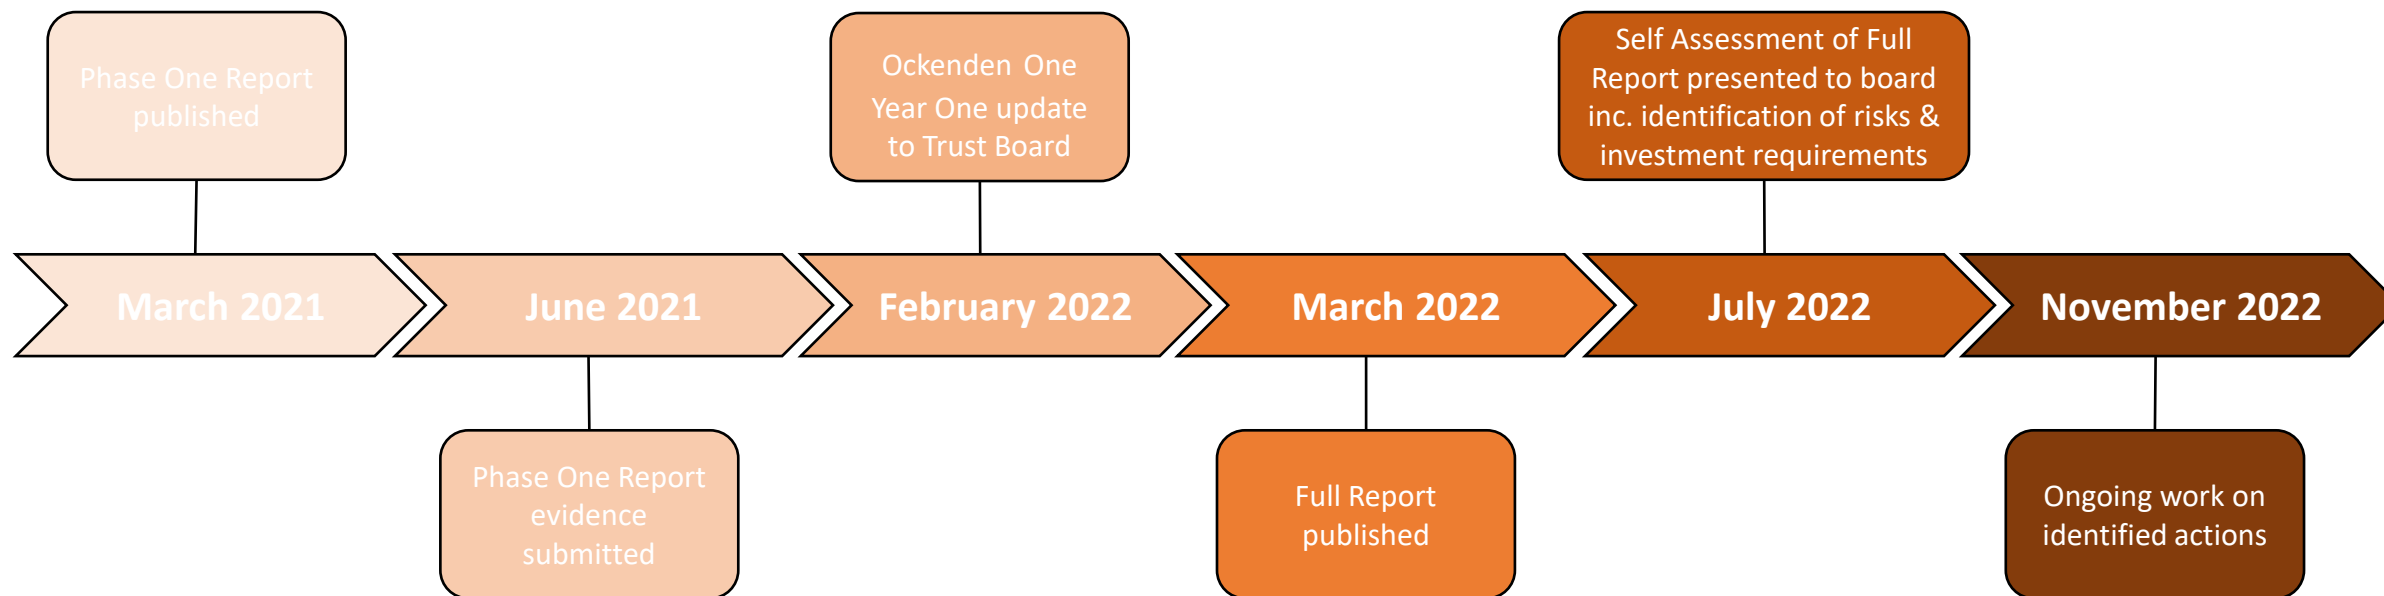 Phase One Report
published
Ockenden One
Year One update
to Trust Board
Self Assessment of Full
Report presented to board
inc. identification of risks &
investment requirements
March 2021
June 2021
February 2022
March 2022
July 2022
November 2022
Phase One Report
evidence
submitted
Full Report
published
Ongoing work on
identified actions